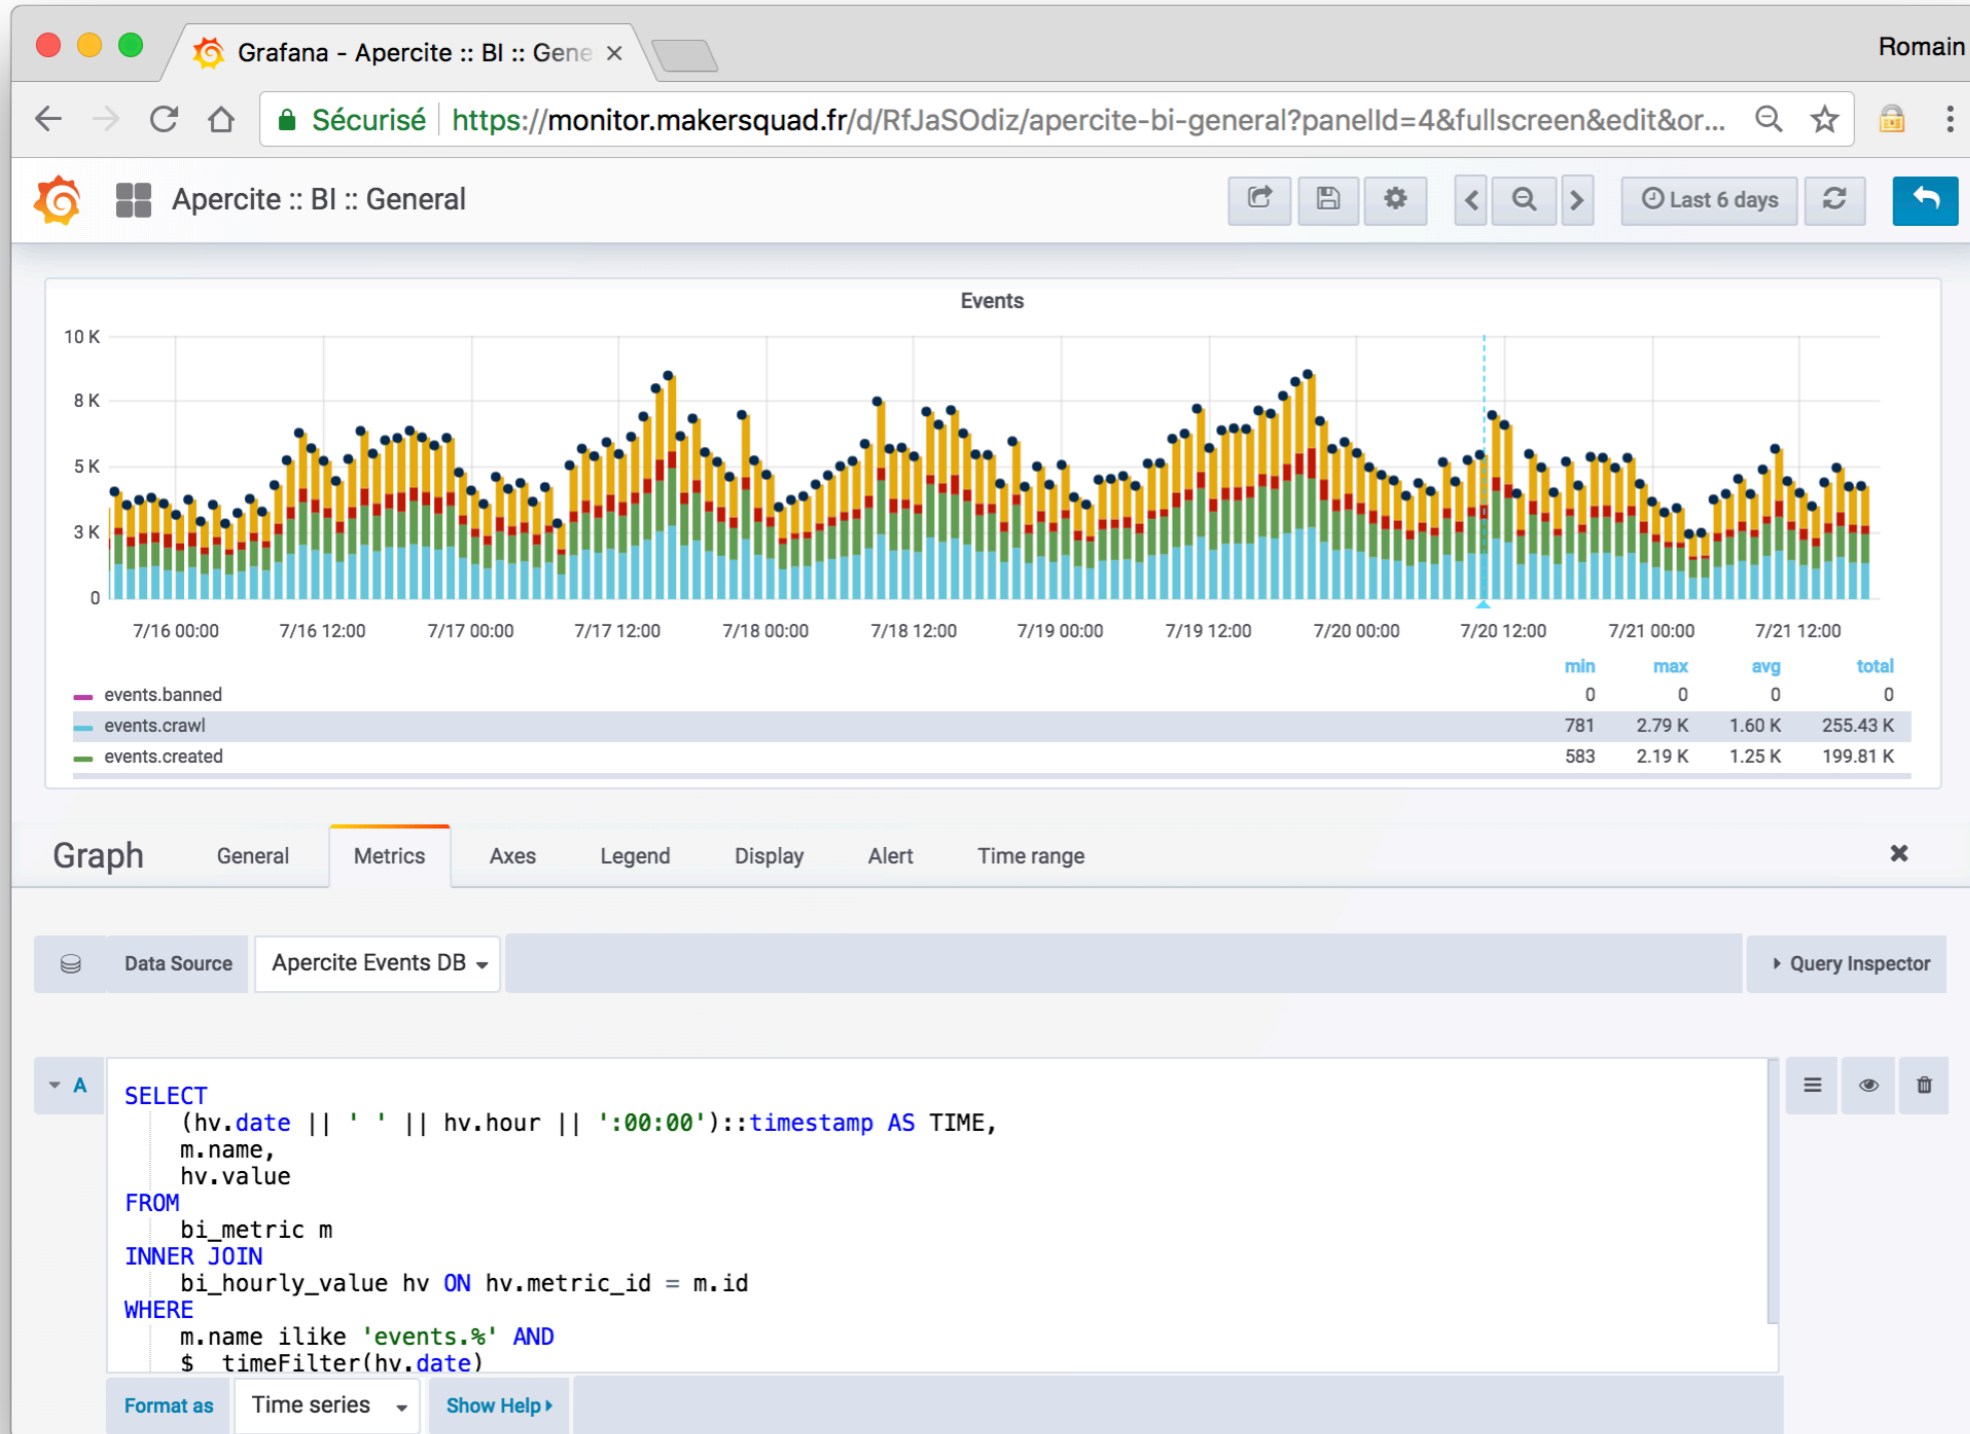 Grafana - Apercite :: BI :: Gene
Romain
Sécurisé https://monitor.makersquad.fr/d/RfJaSOdiz/apercite-bi-general?panelId=4&fullscreen&edit&or...
Apercite :: BI :: General
Last 6 days
Events
10 K
8 K
5 K
3 K
0
7/16 00:00 7/16 12:00 7/17 00:00 7/17 12:00 7/18 00:00 7/18 12:00 7/19 00:00 7/19 12:00 7/20 00:00 7/20 12:00 7/21 00:00 7/21 12:00
min max avg total
events.banned 0 0 0 0
events.crawl 781 2.79 K 1.60 K 255.43 K
events.created 583 2.19 K 1.25 K 199.81 K
Graph General Metrics Axes Legend Display Alert Time range
Data Source Apercite Events DB Query Inspector
A
SELECT
(hv.date || ' ' || hv.hour || ':00:00')::timestamp AS TIME,
m.name,
hv.value
FROM
bi_metric m
INNER JOIN
bi_hourly_value hv ON hv.metric_id = m.id
WHERE
m.name ilike 'events.%' AND
$__timeFilter(hv.date)
Format as Time series Show Help